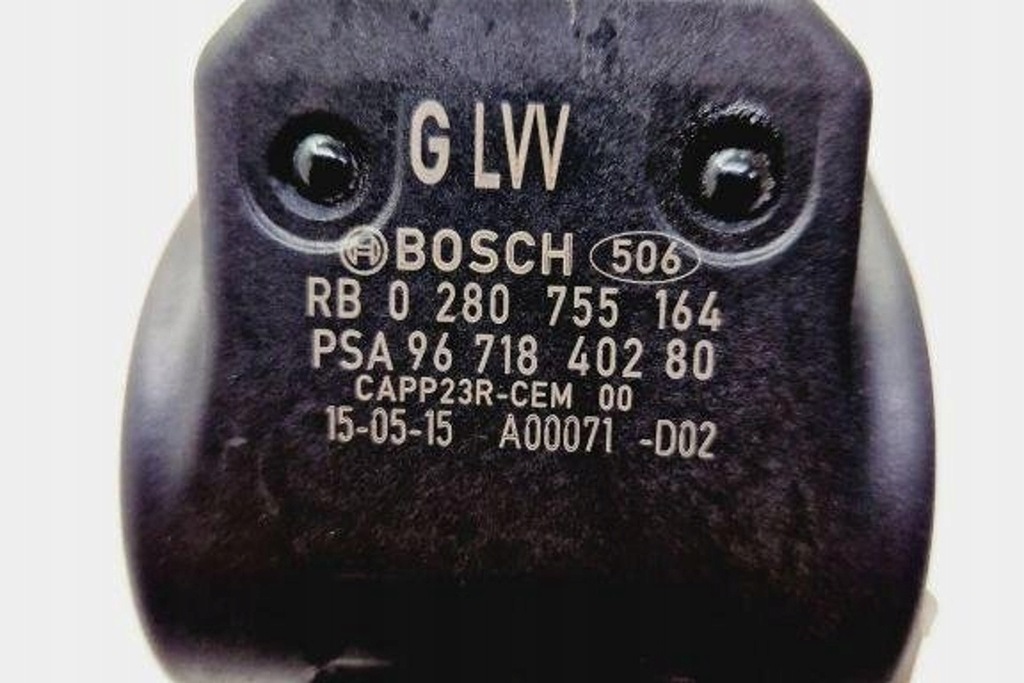 G LVV
BOSCH 506
RB 0 280 755 164
PSA 96 718 402 80
CAPP23R-CEM 00
15-05-15 A00071 -D02